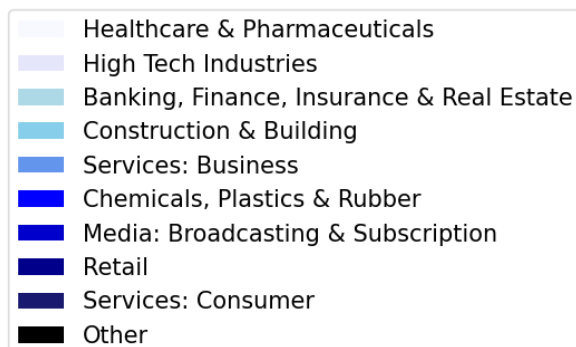 Healthcare & Pharmaceuticals
High Tech Industries
Banking, Finance, Insurance & Real Estate
Construction & Building
Services: Business
Chemicals, Plastics & Rubber
Media: Broadcasting & Subscription
Retail
Services: Consumer
Other